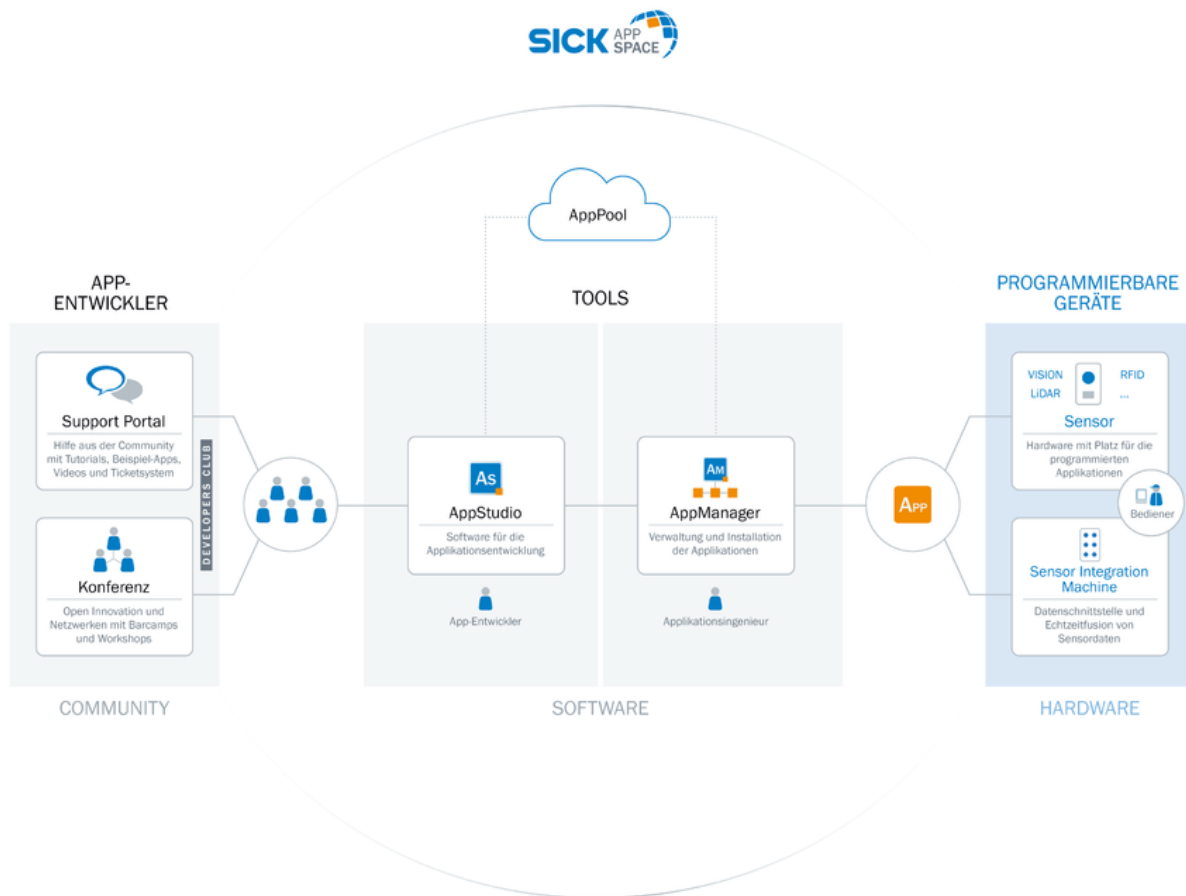 SICK APP SPACE
AppPool
APP-
ENTWICKLER
TOOLS
PROGRAMMIERBARE
GERÄTE
Support Portal
Hilfe aus der Community
mit Tutorials, Beispiel-Apps,
Videos und Ticketsystem
Konferenz
Open Innovation und
Netzwerken mit Barcamps
und Workshops
DEVELOPERS CLUB
COMMUNITY
As
AppStudio
Software für die
Applikationsentwicklung
App-Entwickler
AM
AppManager
Verwaltung und Installation
der Applikationen
Applikationsingenieur
SOFTWARE
APP
VISION
RFID
LiDAR
...
Sensor
Hardware mit Platz für die
programmierten
Applikationen
Bediener
Sensor Integration
Machine
Datenschnittstelle und
Echtzeitfusion von
Sensordaten
HARDWARE